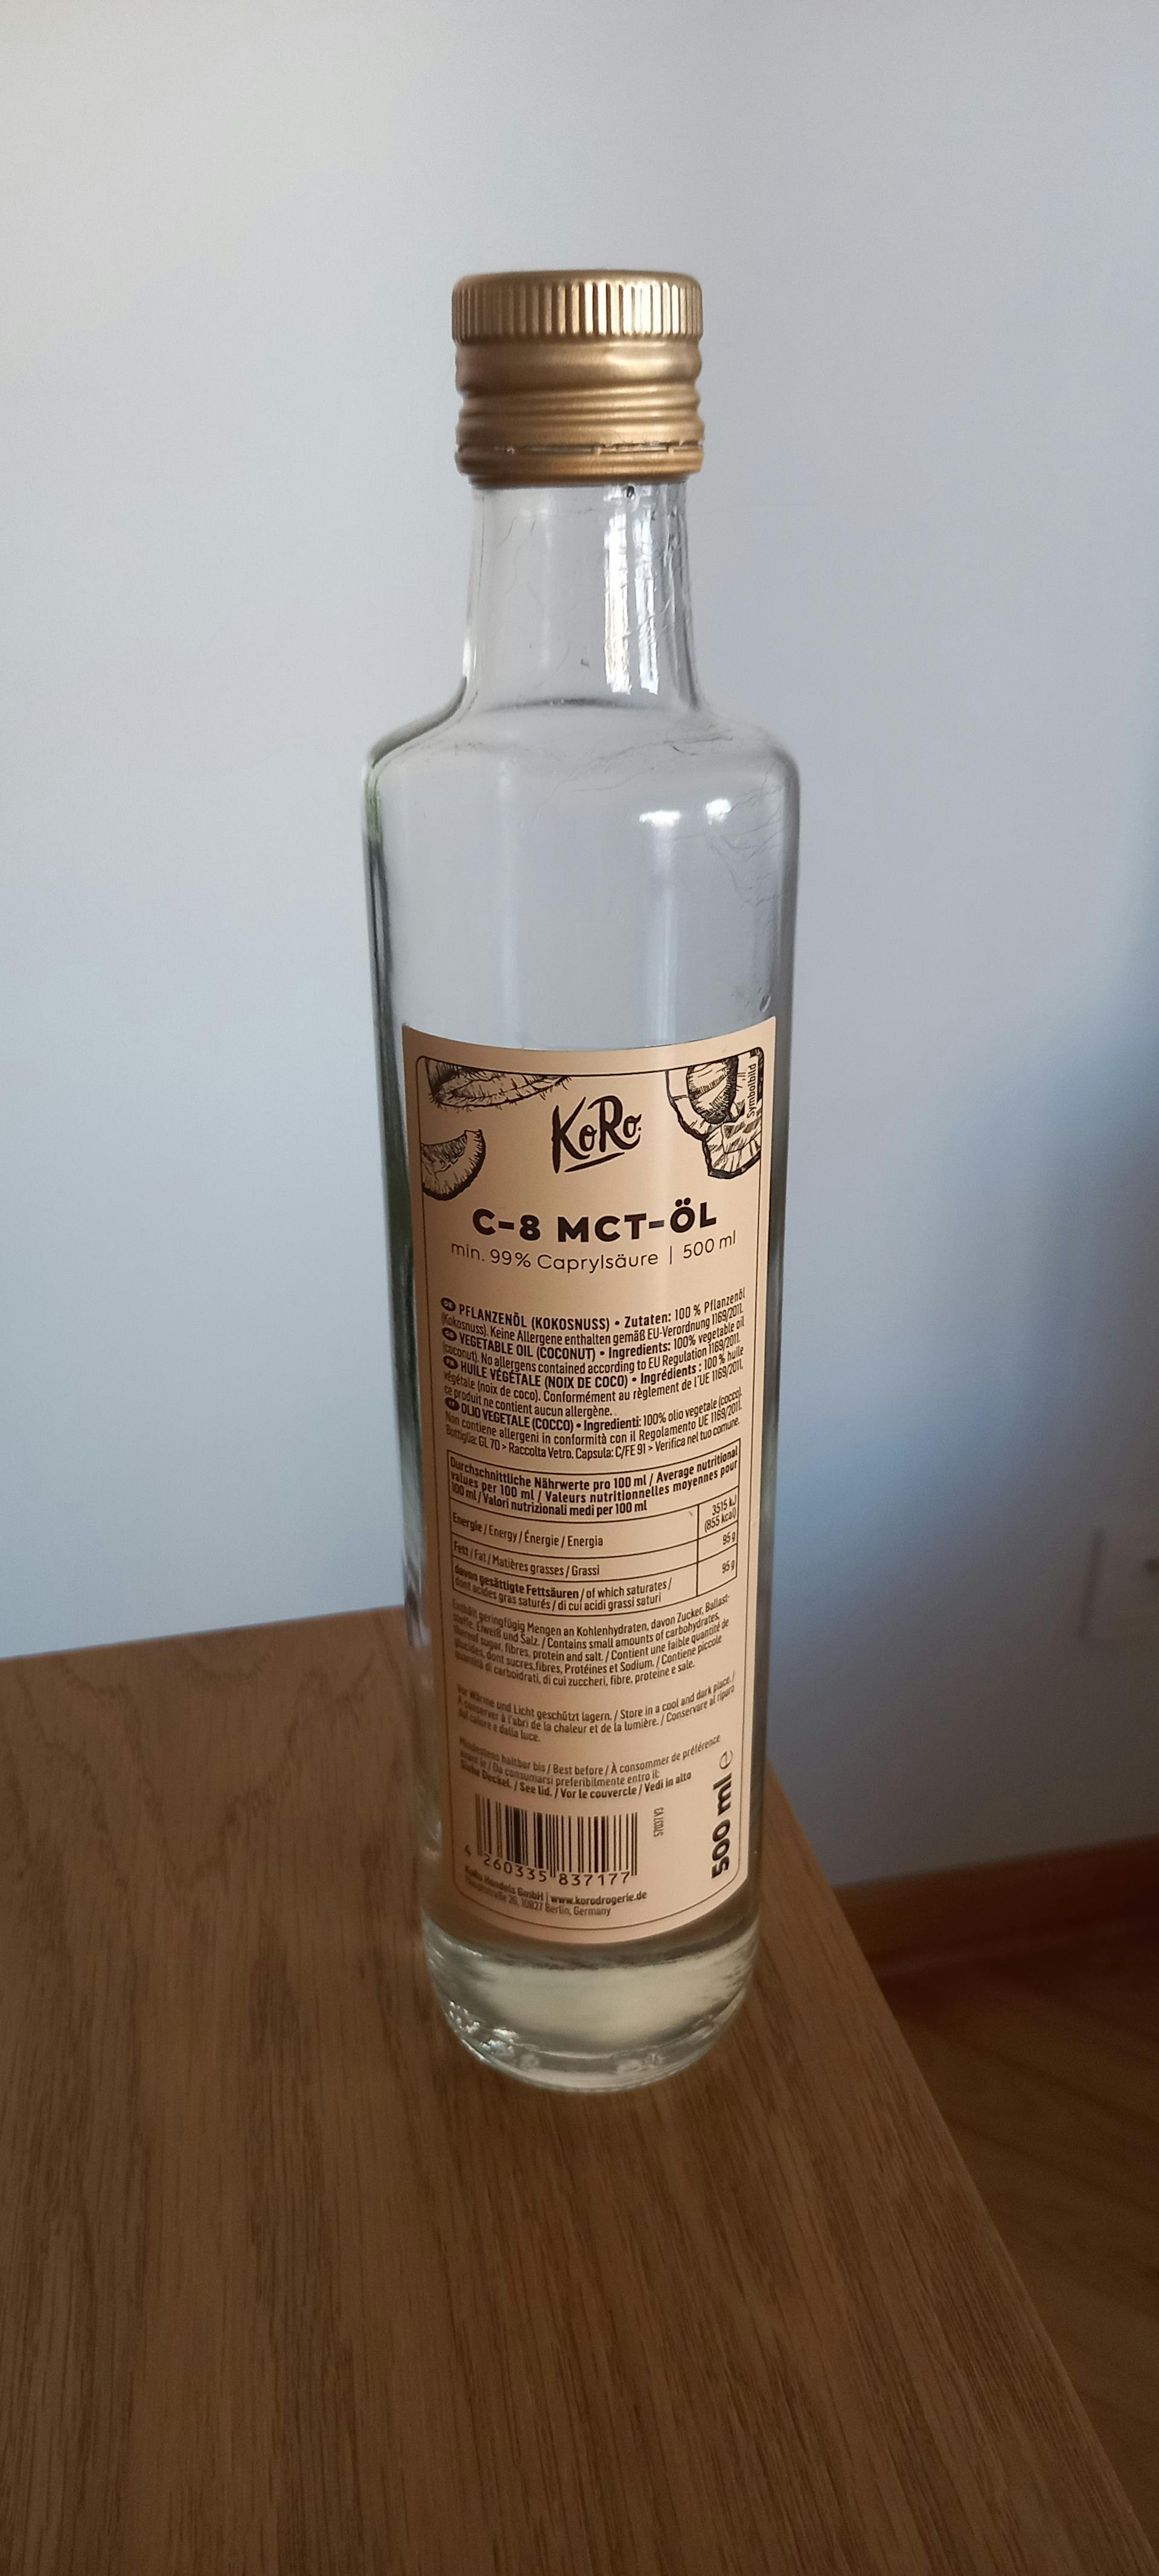 Symbolbild
KoRo
C-8 MCT-ÖL
min. 99% Caprylsäure | 500 ml
DE PFLANZENÖL (KOKOSNUSS) • Zutaten: 100 % Pflanzenöl
(Kokosnuss). Keine Allergene enthalten gemäß EU-Verordnung 1169/2011.
VEGETABLE OIL (COCONUT) • Ingredients: 100% vegetable oil
(coconut). No allergens contained according to EU Regulation 1169/2011.
HUILE VÉGÉTALE (NOIX DE COCO) • Ingrédients : 100 % huile
végétale (noix de coco). Conformément au règlement de l'UE 1169/2011,
ce produit ne contient aucun allergène.
IT OLIO VEGETALE (COCCO) • Ingredienti: 100% olio vegetale (cocco).
Non contiene allergeni in conformità con il Regolamento UE 1169/2011.
Bottiglia: GL 70 > Raccolta Vetro. Capsula: C/FE 91 > Verifica nel tuo comune.
Durchschnittliche Nährwerte pro 100 ml / Average nutritional
values per 100 ml / Valeurs nutritionnelles moyennes pour
100 ml / Valori nutrizionali medi per 100 ml
Energie / Energy / Énergie / Energia 3515 kJ
(855 kcal)
Fett / Fat / Matières grasses / Grassi 95 g
davon gesättigte Fettsäuren / of which saturates / 95 g
dont acides gras saturés / di cui acidi grassi saturi
Enthält geringfügig Mengen an Kohlenhydraten, davon Zucker, Ballast-
stoffe, Eiweiß und Salz. / Contains small amounts of carbohydrates,
thereof sugar, fibres, protein and salt. / Contient une faible quantité de
glucides, dont sucres,fibres, Protéines et Sodium. / Contiene piccole
quantità di carboidrati, di cui zuccheri, fibre, proteine e sale.
Vor Wärme und Licht geschützt lagern. / Store in a cool and dark place. /
À conserver à l'abri de la chaleur et de la lumière. / Conservare al riparo
dal calore e dalla luce.
Mindestens haltbar bis / Best before / À consommer de préférence
avant le / Da consumarsi preferibilmente entro il:
Siehe Deckel. / See lid. / Vor le couvercle / Vedi in alto
4 260335 837177
500 ml e
KoRo Handels GmbH | www.korodrogerie.de
Hauptstraße 26, 10827 Berlin, Germany